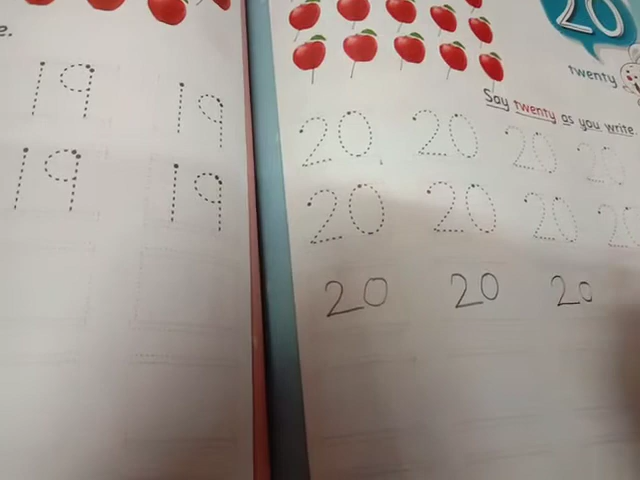 e.
19 19
19 19
20
twenty
Say twenty as you write.
20 20 20 20
20 20 20 20
20 20 20